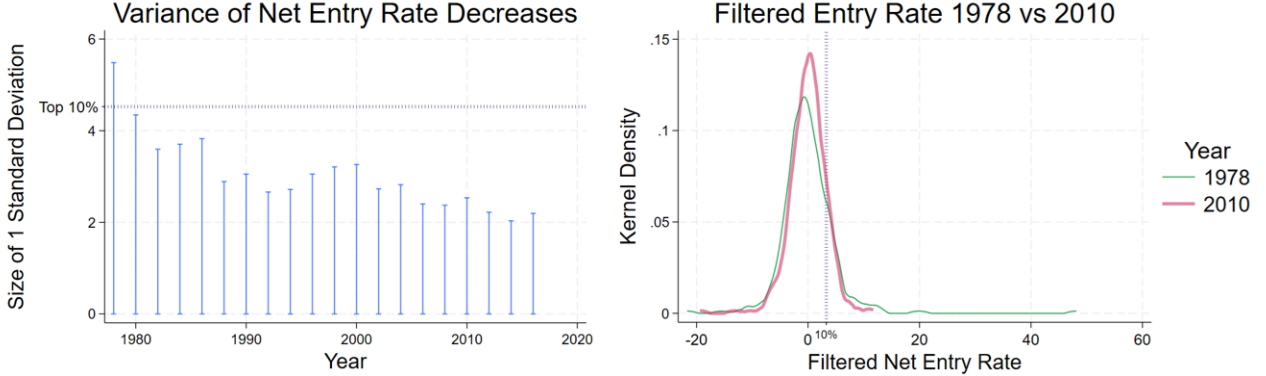 Variance of Net Entry Rate Decreases
Size of 1 Standard Deviation
6
Top 10%
4
2
0
1980 1990 2000 2010 2020
Year
Filtered Entry Rate 1978 vs 2010
Kernel Density
.15
.1
.05
0
-20 0 10% 20 40 60
Filtered Net Entry Rate
Year
1978
2010